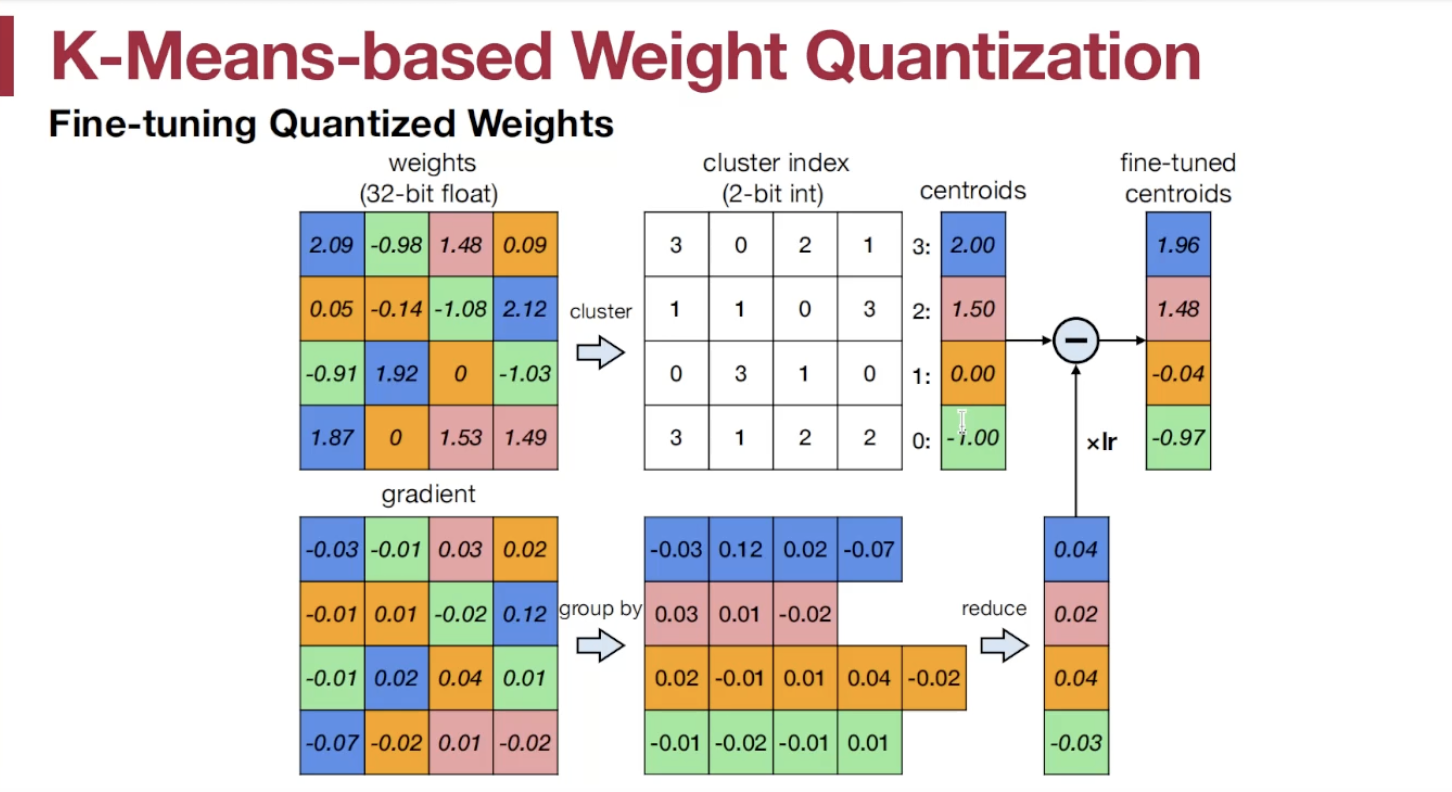 K-Means-based Weight Quantization
Fine-tuning Quantized Weights
weights
(32-bit float)
cluster index
(2-bit int)
centroids
fine-tuned
centroids
2.09 -0.98 1.48 0.09
3 0 2 1
3: 2.00
1.96
0.05 -0.14 -1.08 2.12
cluster
1 1 0 3
2: 1.50
1.48
-0.91 1.92 0 -1.03
0 3 1 0
1: 0.00
-0.04
1.87 0 1.53 1.49
3 1 2 2
0: -1.00
×lr
-0.97
gradient
-0.03 -0.01 0.03 0.02
-0.03 0.12 0.02 -0.07
0.04
-0.01 0.01 -0.02 0.12
group by
0.03 0.01 -0.02
reduce
0.02
-0.01 0.02 0.04 0.01
0.02 -0.01 0.01 0.04 -0.02
0.04
-0.07 -0.02 0.01 -0.02
-0.01 -0.02 -0.01 0.01
-0.03